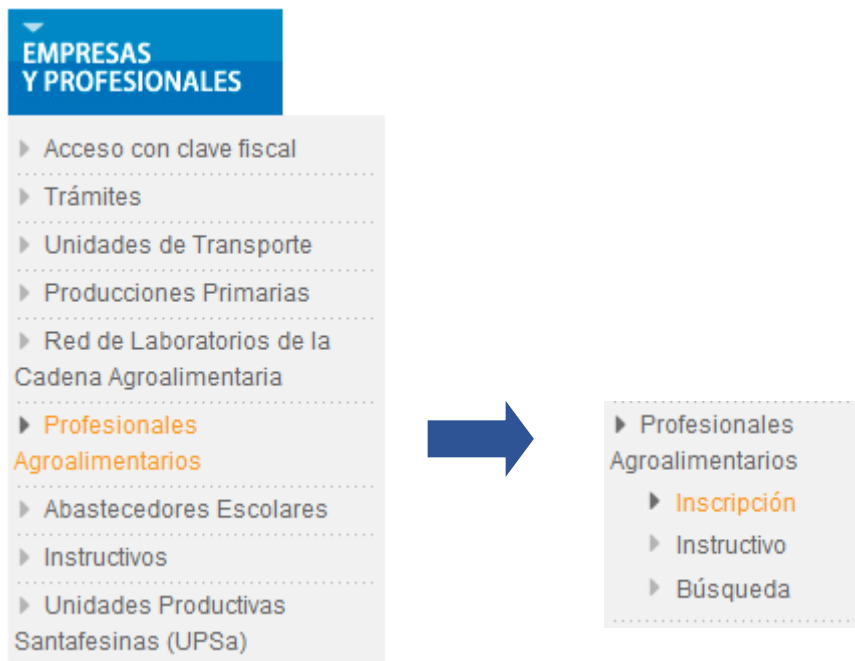 EMPRESAS
Y PROFESIONALES
Acceso con clave fiscal
Trámites
Unidades de Transporte
Producciones Primarias
Red de Laboratorios de la
Cadena Agroalimentaria
Profesionales
Agroalimentarios
Abastecedores Escolares
Instructivos
Unidades Productivas
Santafesinas (UPSa)
Profesionales
Agroalimentarios
Inscripción
Instructivo
Búsqueda